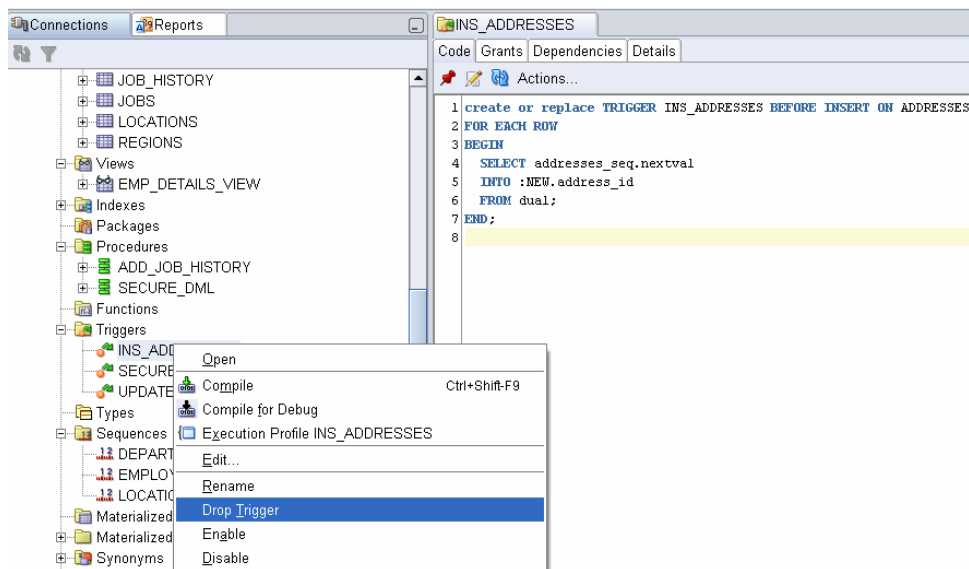 Connections
Reports
JOB_HISTORY
JOBS
LOCATIONS
REGIONS
Views
EMP_DETAILS_VIEW
Indexes
Packages
Procedures
ADD_JOB_HISTORY
SECURE_DML
Functions
Triggers
INS_ADD
SECURE
UPDATE
Types
Sequences
DEPART
EMPLOY
LOCATIO
Materialized
Materialized
Synonyms
Open
Compile Ctrl+Shift-F9
Compile for Debug
Execution Profile INS_ADDRESSES
Edit...
Rename
Drop Trigger
Enable
Disable
INS_ADDRESSES
Code Grants Dependencies Details
Actions...
1 create or replace TRIGGER INS_ADDRESSES BEFORE INSERT ON ADDRESSES
2 FOR EACH ROW
3 BEGIN
4 SELECT addresses_seq.nextval
5 INTO :NEW.address_id
6 FROM dual;
7 END;
8